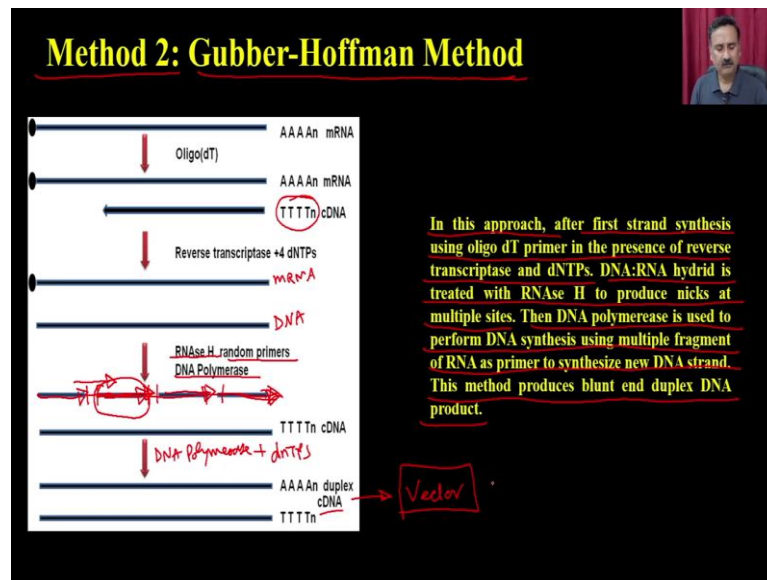 Method 2: Gubber-Hoffman Method
AAAAn mRNA
Oligo(dT)
AAAAn mRNA
TTTTn cDNA
Reverse transcriptase +4 dNTPs
mRNA
DNA
RNAse H random primers
DNA Polymerase
TTTTn cDNA
DNA Polymerase + dNTPs
AAAAn duplex
cDNA
TTTTn
Vector
In this approach, after first strand synthesis
using oligo dT primer in the presence of reverse
transcriptase and dNTPs. DNA:RNA hydrid is
treated with RNAse H to produce nicks at
multiple sites. Then DNA polymerease is used to
perform DNA synthesis using multiple fragment
of RNA as primer to synthesize new DNA strand.
This method produces blunt end duplex DNA
product.